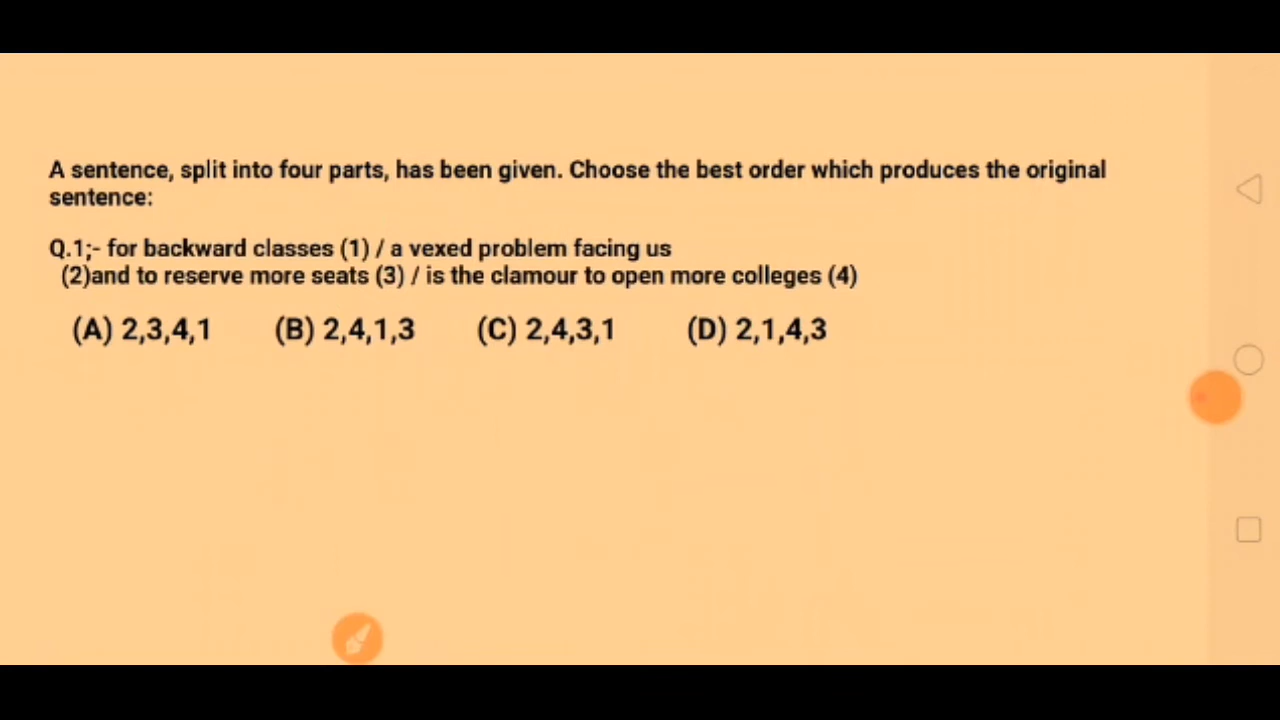 A sentence, split into four parts, has been given. Choose the best order which produces the original
sentence:
Q.1;- for backward classes (1) / a vexed problem facing us
(2)and to reserve more seats (3) / is the clamour to open more colleges (4)
(A) 2,3,4,1 (B) 2,4,1,3 (C) 2,4,3,1 (D) 2,1,4,3